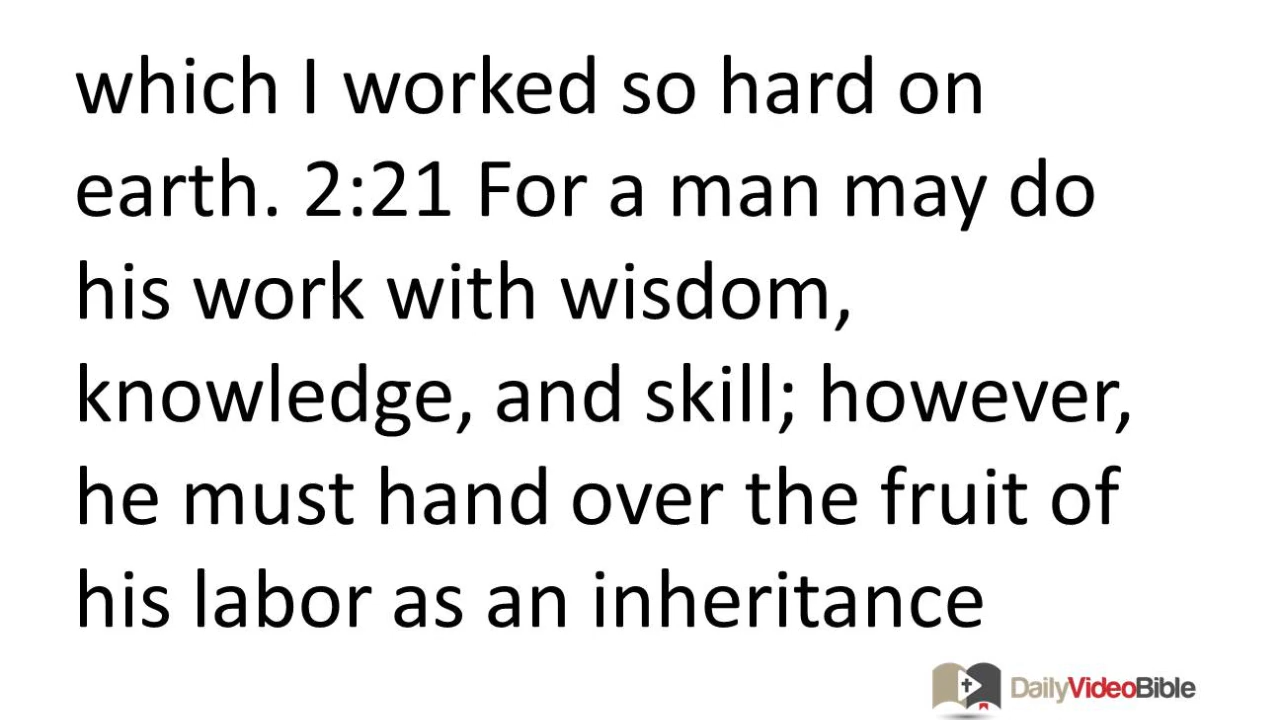 which I worked so hard on
earth. 2:21 For a man may do
his work with wisdom,
knowledge, and skill; however,
he must hand over the fruit of
his labor as an inheritance
DailyVideoBible